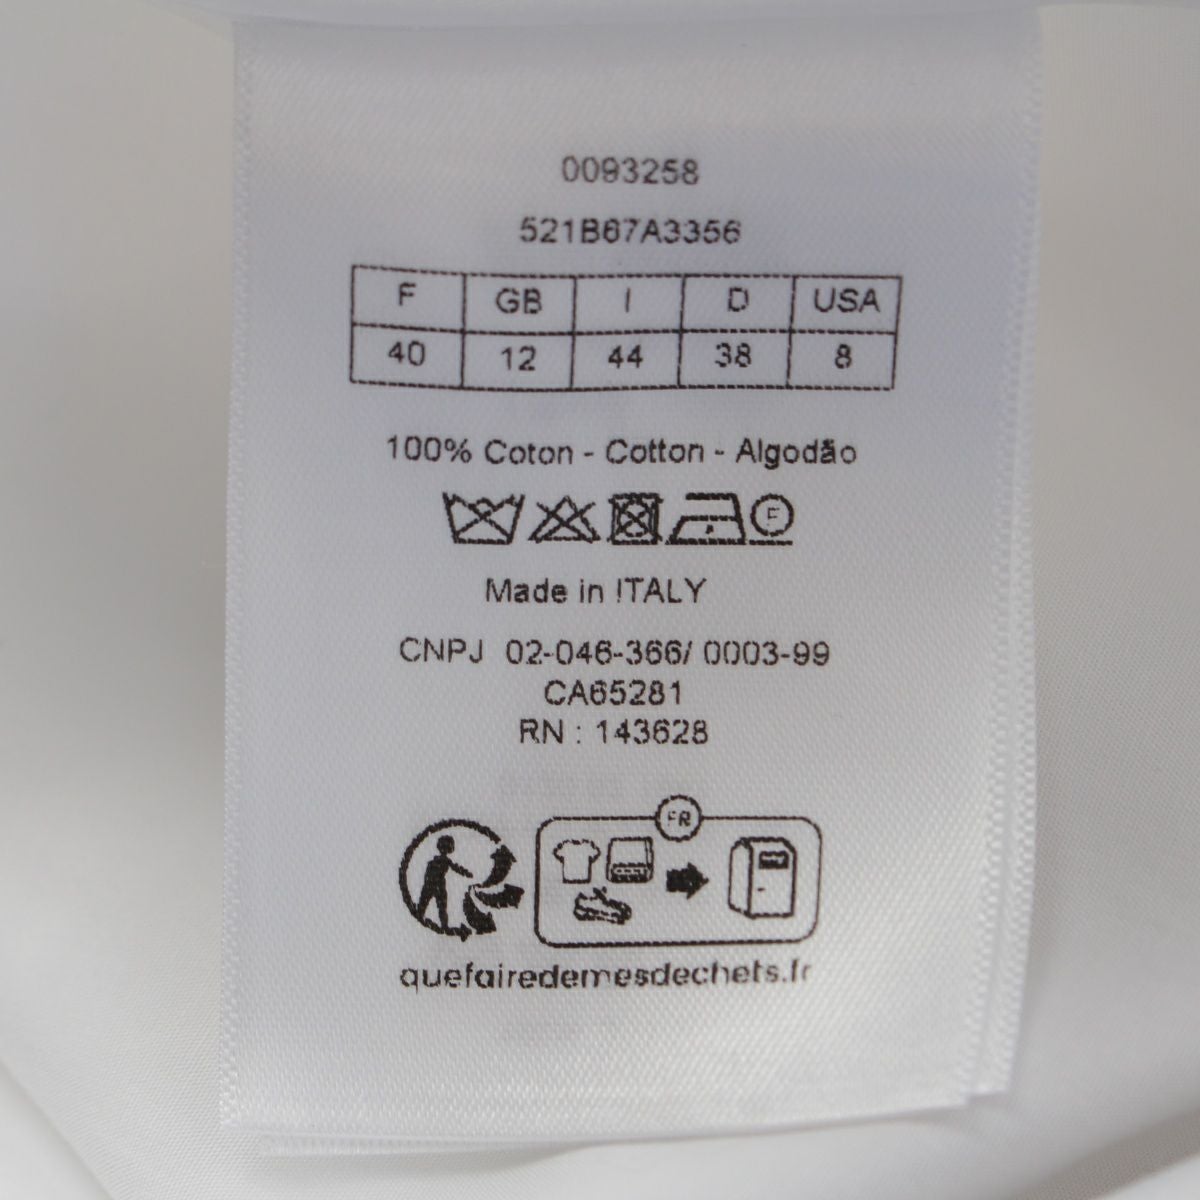 0093258
521B67A3356
F GB I D USA
40 12 44 38 8
100% Coton - Cotton - Algodão
F
Made in ITALY
CNPJ 02-046-366/ 0003-99
CA65281
RN : 143628
FR
quefairedemesdechets.fr